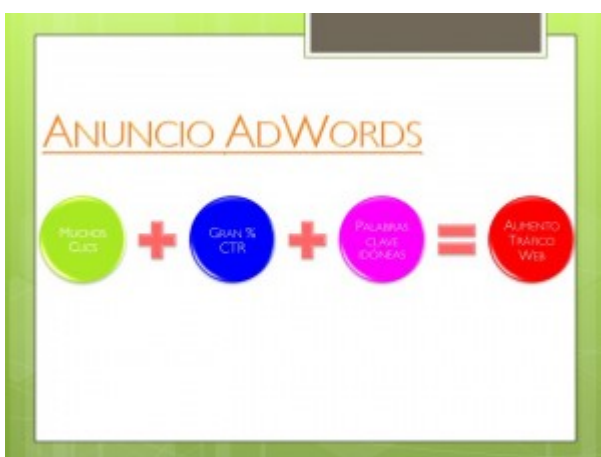 ANUNCIO ADWORDS
MUCHOS
CLICS
GRAN %
CTR
PALABRAS
CLAVE
IDÓNEAS
AUMENTO
TRÁFICO
WEB